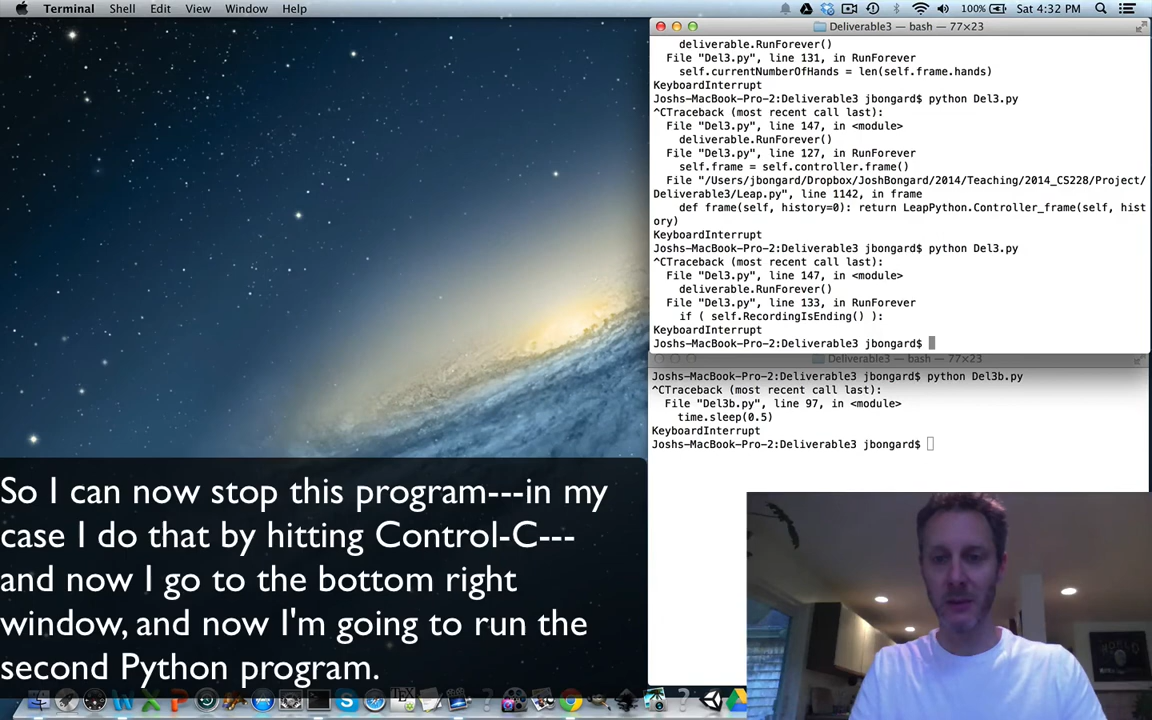 Terminal Shell Edit View Window Help 100% Sat 4:32 PM
Deliverable3 — bash — 77×23
deliverable.RunForever()
File "Del3.py", line 131, in RunForever
self.currentNumberOfHands = len(self.frame.hands)
KeyboardInterrupt
Joshs-MacBook-Pro-2:Deliverable3 jbongard$ python Del3.py
^CTraceback (most recent call last):
File "Del3.py", line 147, in <module>
deliverable.RunForever()
File "Del3.py", line 127, in RunForever
self.frame = self.controller.frame()
File "/Users/jbongard/Dropbox/JoshBongard/2014/Teaching/2014_CS228/Project/
Deliverable3/Leap.py", line 1142, in frame
def frame(self, history=0): return LeapPython.Controller_frame(self, hist
ory)
KeyboardInterrupt
Joshs-MacBook-Pro-2:Deliverable3 jbongard$ python Del3.py
^CTraceback (most recent call last):
File "Del3.py", line 147, in <module>
deliverable.RunForever()
File "Del3.py", line 133, in RunForever
if ( self.RecordingIsEnding() ):
KeyboardInterrupt
Joshs-MacBook-Pro-2:Deliverable3 jbongard$
Deliverable3 — bash — 77×23
Joshs-MacBook-Pro-2:Deliverable3 jbongard$ python Del3b.py
^CTraceback (most recent call last):
File "Del3b.py", line 97, in <module>
time.sleep(0.5)
KeyboardInterrupt
Joshs-MacBook-Pro-2:Deliverable3 jbongard$
So I can now stop this program---in my
case I do that by hitting Control-C---
and now I go to the bottom right
window, and now I'm going to run the
second Python program.